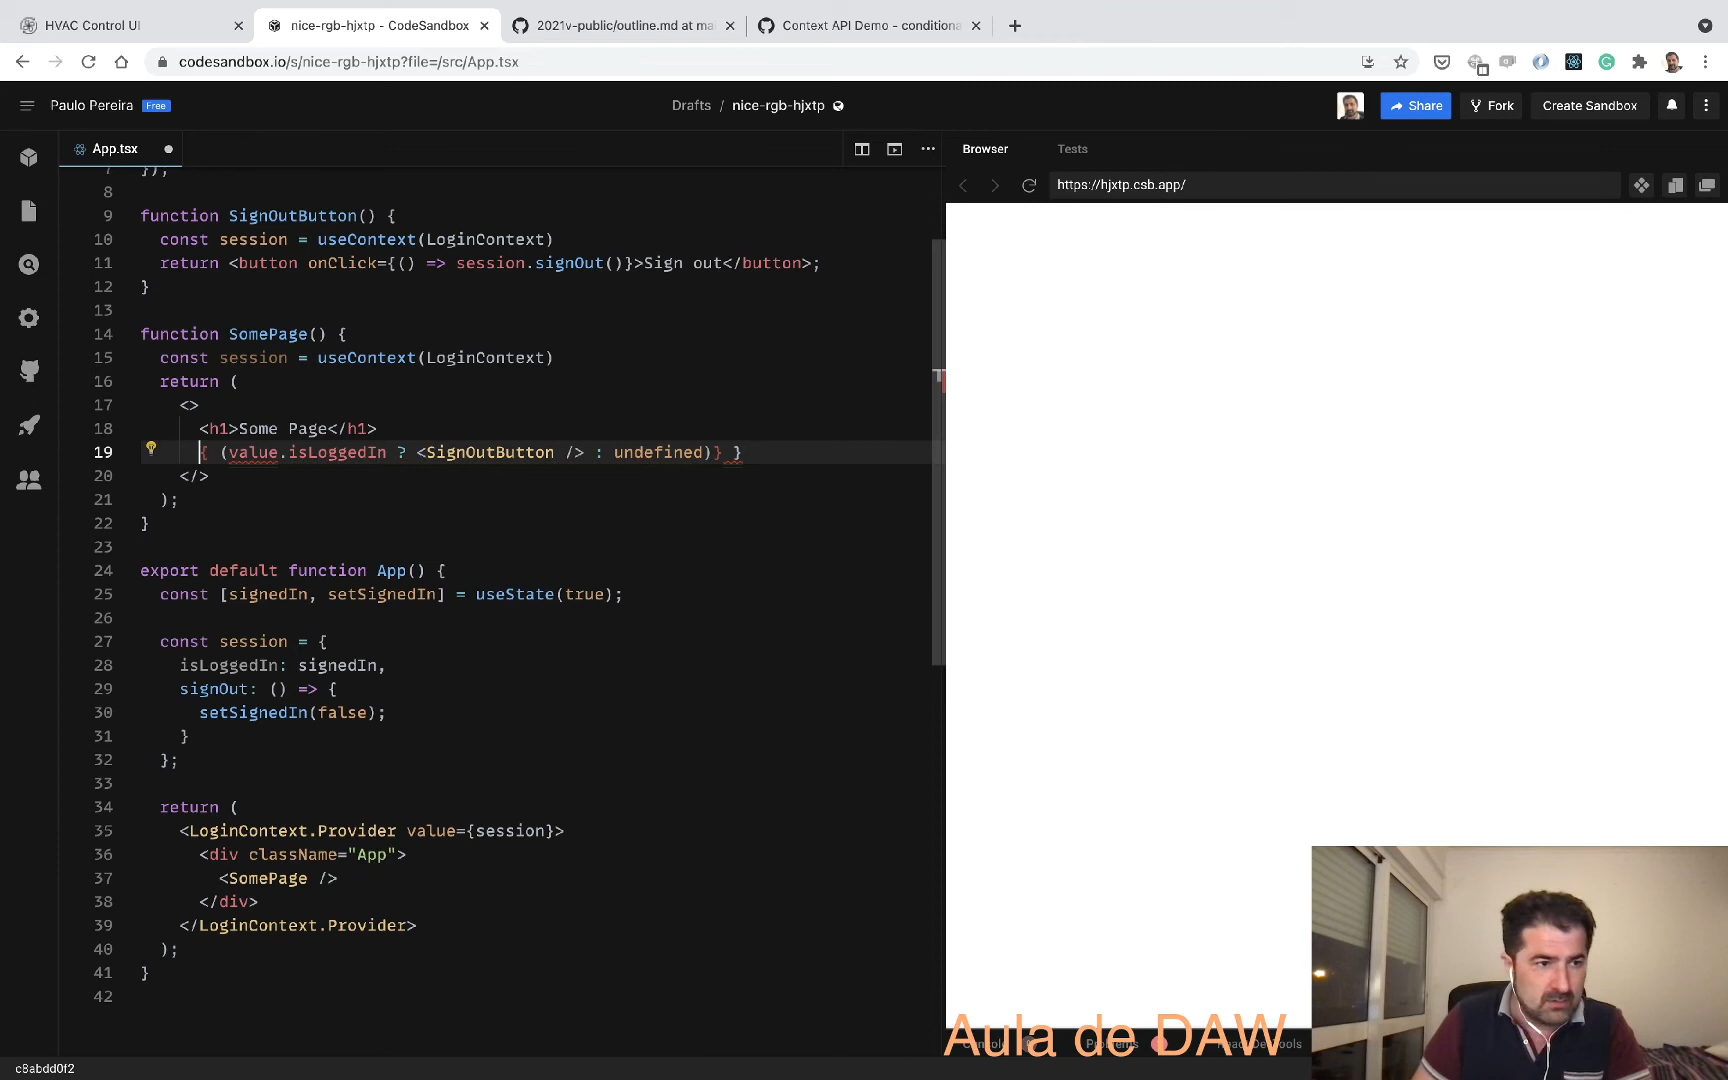 HVAC Control UI
nice-rgb-hjxtp - CodeSandbox
2021v-public/outline.md at ma
Context API Demo - conditiona
codesandbox.io/s/nice-rgb-hjxtp?file=/src/App.tsx
Paulo Pereira Free
Drafts / nice-rgb-hjxtp
Share
Fork
Create Sandbox
App.tsx
Browser
Tests
https://hjxtp.csb.app/
7 });
8
9 function SignOutButton() {
10 const session = useContext(LoginContext)
11 return <button onClick={() => session.signOut()}>Sign out</button>;
12 }
13
14 function SomePage() {
15 const session = useContext(LoginContext)
16 return (
17 <>
18 <h1>Some Page</h1>
19 { (value.isLoggedIn ? <SignOutButton /> : undefined)} }
20 </>
21 );
22 }
23
24 export default function App() {
25 const [signedIn, setSignedIn] = useState(true);
26
27 const session = {
28 isLoggedIn: signedIn,
29 signOut: () => {
30 setSignedIn(false);
31 }
32 };
33
34 return (
35 <LoginContext.Provider value={session}>
36 <div className="App">
37 <SomePage />
38 </div>
39 </LoginContext.Provider>
40 );
41 }
42
Aula de DAW
c8abdd0f2